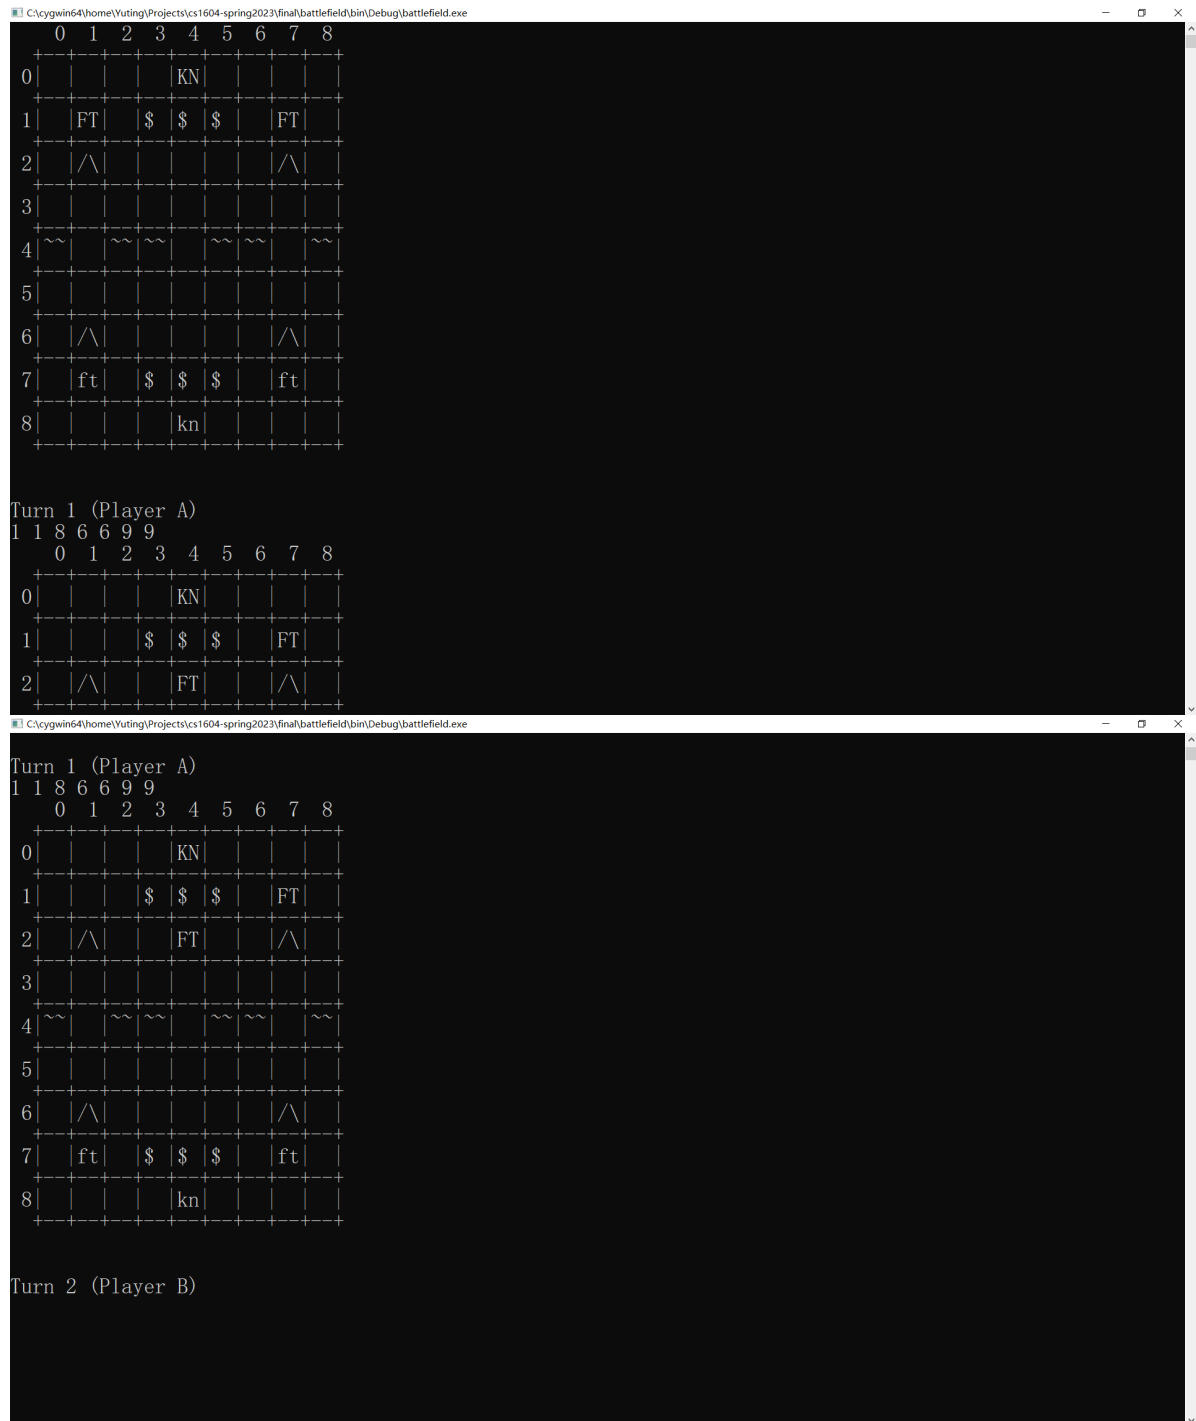 C:\cygwin64\home\Yuting\Projects\cs1604-spring2023\final\battlefield\bin\Debug\battlefield.exe
    0  1  2  3  4  5  6  7  8
  +--+--+--+--+--+--+--+--+--+
 0|  |  |  |  |KN|  |  |  |  |
  +--+--+--+--+--+--+--+--+--+
 1|  |FT|  |$ |$ |$ |  |FT|  |
  +--+--+--+--+--+--+--+--+--+
 2|  |/\|  |  |  |  |  |/\|  |
  +--+--+--+--+--+--+--+--+--+
 3|  |  |  |  |  |  |  |  |  |
  +--+--+--+--+--+--+--+--+--+
 4|~~|  |~~|~~|  |~~|~~|  |~~|
  +--+--+--+--+--+--+--+--+--+
 5|  |  |  |  |  |  |  |  |  |
  +--+--+--+--+--+--+--+--+--+
 6|  |/\|  |  |  |  |  |/\|  |
  +--+--+--+--+--+--+--+--+--+
 7|  |ft|  |$ |$ |$ |  |ft|  |
  +--+--+--+--+--+--+--+--+--+
 8|  |  |  |  |kn|  |  |  |  |
  +--+--+--+--+--+--+--+--+--+
Turn 1 (Player A)
1 1 8 6 6 9 9
    0  1  2  3  4  5  6  7  8
  +--+--+--+--+--+--+--+--+--+
 0|  |  |  |  |KN|  |  |  |  |
  +--+--+--+--+--+--+--+--+--+
 1|  |  |  |$ |$ |$ |  |FT|  |
  +--+--+--+--+--+--+--+--+--+
 2|  |/\|  |  |FT|  |  |/\|  |
  +--+--+--+--+--+--+--+--+--+
C:\cygwin64\home\Yuting\Projects\cs1604-spring2023\final\battlefield\bin\Debug\battlefield.exe
Turn 1 (Player A)
1 1 8 6 6 9 9
    0  1  2  3  4  5  6  7  8
  +--+--+--+--+--+--+--+--+--+
 0|  |  |  |  |KN|  |  |  |  |
  +--+--+--+--+--+--+--+--+--+
 1|  |  |  |$ |$ |$ |  |FT|  |
  +--+--+--+--+--+--+--+--+--+
 2|  |/\|  |  |FT|  |  |/\|  |
  +--+--+--+--+--+--+--+--+--+
 3|  |  |  |  |  |  |  |  |  |
  +--+--+--+--+--+--+--+--+--+
 4|~~|  |~~|~~|  |~~|~~|  |~~|
  +--+--+--+--+--+--+--+--+--+
 5|  |  |  |  |  |  |  |  |  |
  +--+--+--+--+--+--+--+--+--+
 6|  |/\|  |  |  |  |  |/\|  |
  +--+--+--+--+--+--+--+--+--+
 7|  |ft|  |$ |$ |$ |  |ft|  |
  +--+--+--+--+--+--+--+--+--+
 8|  |  |  |  |kn|  |  |  |  |
  +--+--+--+--+--+--+--+--+--+
Turn 2 (Player B)